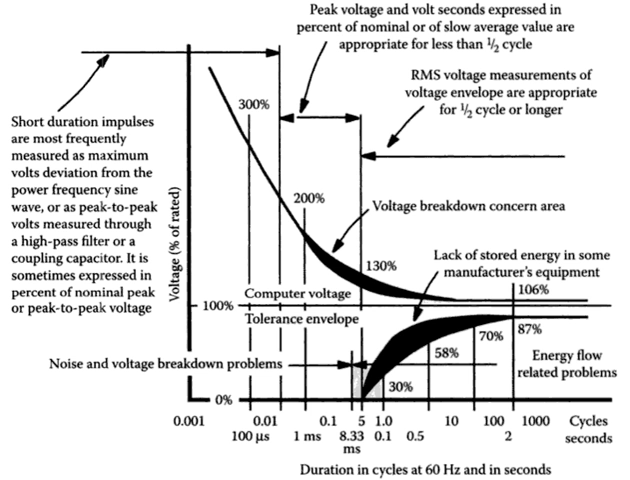 Peak voltage and volt seconds expressed in
percent of nominal or of slow average value are
appropriate for less than 1/2 cycle
RMS voltage measurements of
voltage envelope are appropriate
for 1/2 cycle or longer
Short duration impulses
are most frequently
measured as maximum
volts deviation from the
power frequency sine
wave, or as peak-to-peak
volts measured through
a high-pass filter or a
coupling capacitor. It is
sometimes expressed in
percent of nominal peak
or peak-to-peak voltage
Voltage (% of rated)
300%
200%
Voltage breakdown concern area
130%
Lack of stored energy in some
manufacturer's equipment
106%
Computer voltage
100%
Tolerance envelope
87%
70%
58%
Energy flow
related problems
Noise and voltage breakdown problems
30%
0%
0.001 0.01 0.1 5 1.0 10 100 1000 Cycles
100 μs 1 ms 8.33 0.1 0.5 2 seconds
ms
Duration in cycles at 60 Hz and in seconds